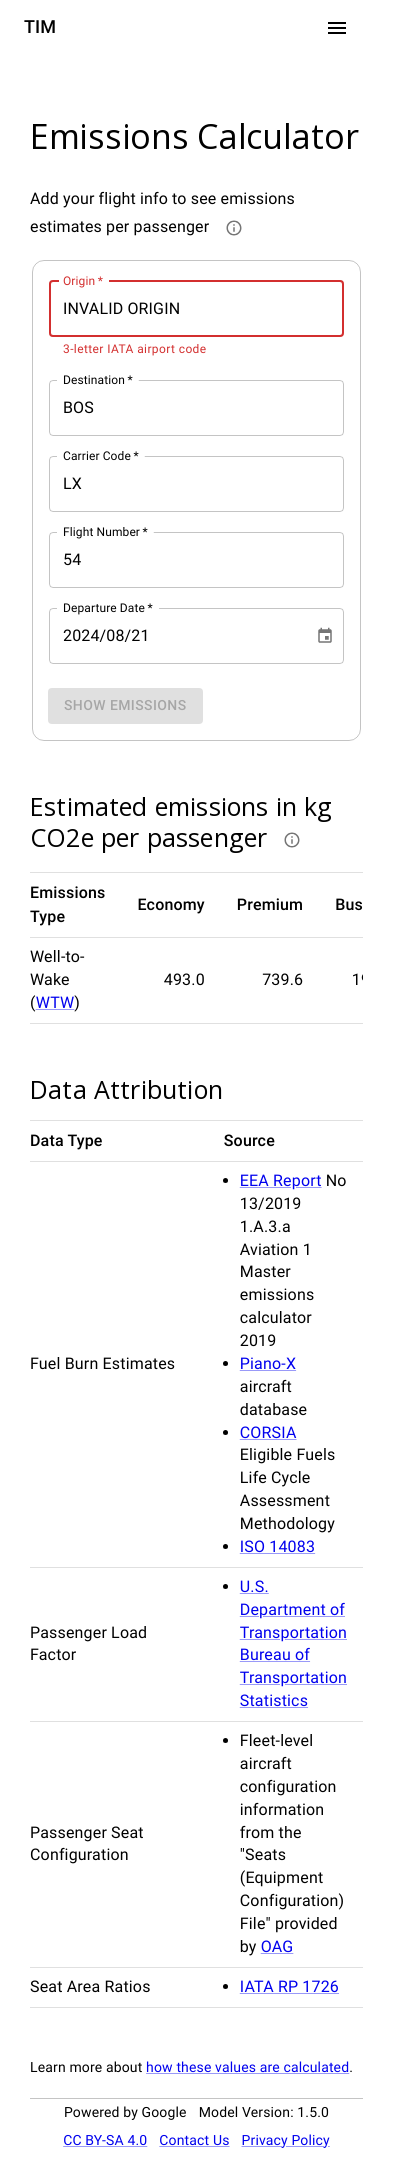 TIM
Emissions Calculator
Add your flight info to see emissions
estimates per passenger
Origin *
INVALID ORIGIN
3-letter IATA airport code
Destination *
BOS
Carrier Code *
LX
Flight Number *
54
Departure Date *
2024/08/21
SHOW EMISSIONS
Estimated emissions in kg
CO2e per passenger
Emissions
Type
Economy
Premium
Bus
Well-to-
Wake
(WTW)
493.0
739.6
Data Attribution
Data Type
Source
Fuel Burn Estimates
• EEA Report No
13/2019
1.A.3.a
Aviation 1
Master
emissions
calculator
2019
• Piano-X
aircraft
database
• CORSIA
Eligible Fuels
Life Cycle
Assessment
Methodology
• ISO 14083
Passenger Load
Factor
• U.S.
Department of
Transportation
Bureau of
Transportation
Statistics
Passenger Seat
Configuration
• Fleet-level
aircraft
configuration
information
from the
"Seats
(Equipment
Configuration)
File" provided
by OAG
Seat Area Ratios
• IATA RP 1726
Learn more about how these values are calculated.
Powered by Google Model Version: 1.5.0
CC BY-SA 4.0 Contact Us Privacy Policy